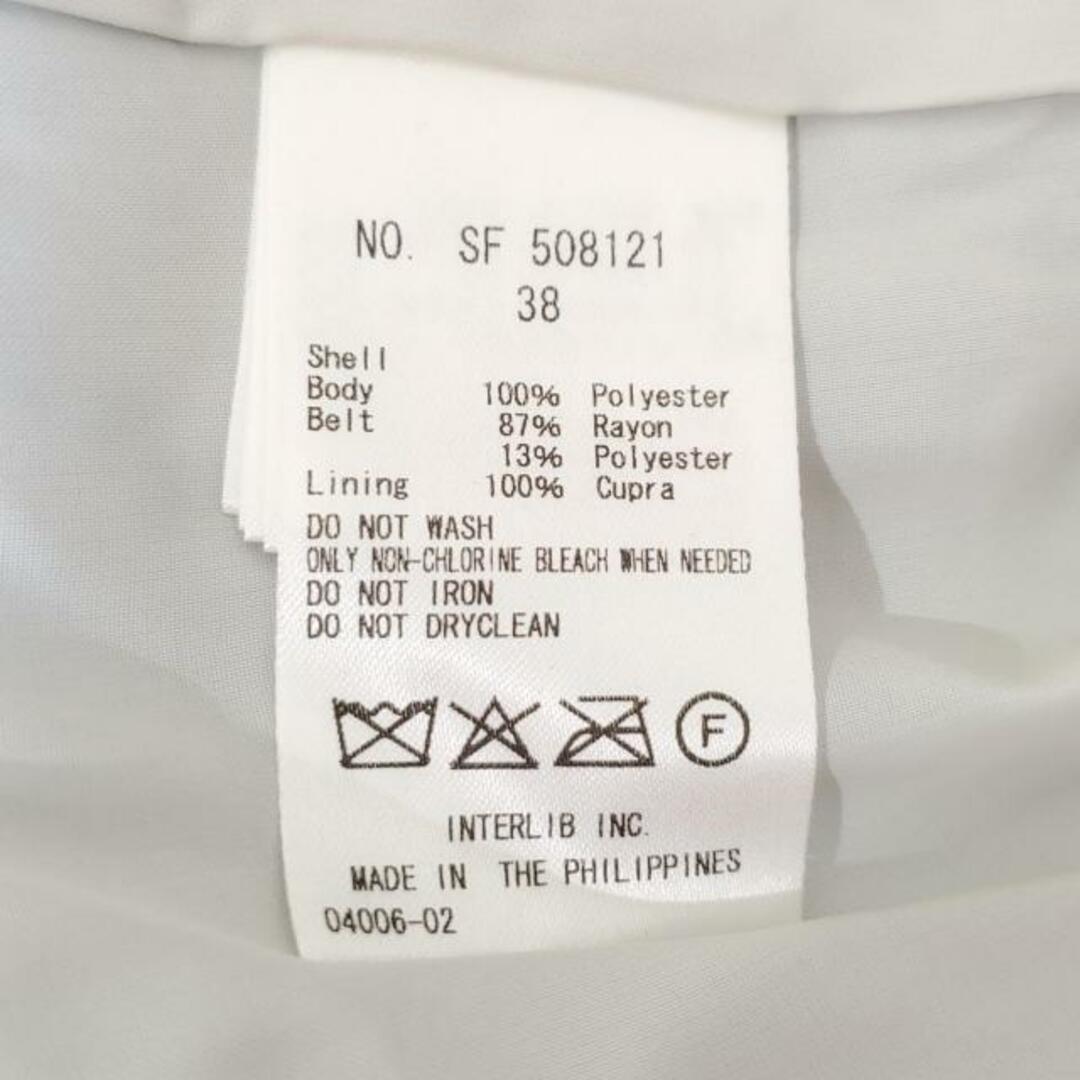 NO. SF 508121
38
Shell
Body 100% Polyester
Belt 87% Rayon
13% Polyester
Lining 100% Cupra
DO NOT WASH
ONLY NON-CHLORINE BLEACH WHEN NEEDED
DO NOT IRON
DO NOT DRYCLEAN
F
INTERLIB INC.
MADE IN THE PHILIPPINES
04006-02